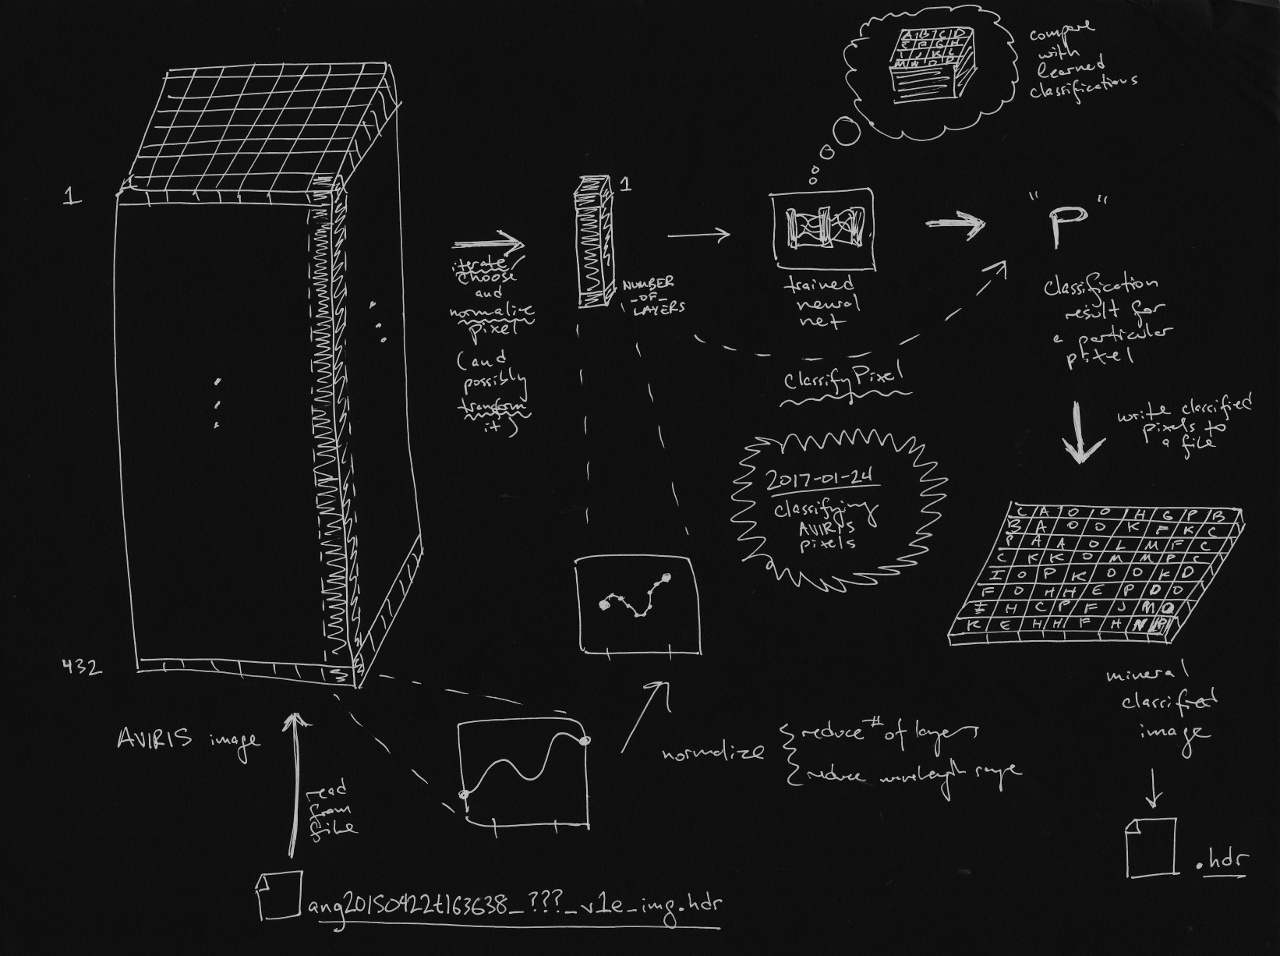 A B C D
E F G H
I J K L
M N O P
compare
with
learned
classifications
1
432
AVIRIS image
read
from
file
ang20150422t163638_???_v1e_img.hdr
iterate,
choose
and
normalize
pixel
(and
possibly
transform
it)
1
NUMBER
_OF_
LAYERS
trained
neural
net
classifyPixel
"P"
classification
result for
a particular
pixel
write classified
pixels to
a file
2017-01-24
classifying
AVIRIS
pixels
C A O O H G P B
B A O O K F K C
P A A O L M F C
C K K O M M P C
I O P K O O K D
F O H H E P D O
I H C P F J M O
K E H H F H N P
mineral
classified
image
.hdr
normalize
reduce # of layers
reduce wavelength range